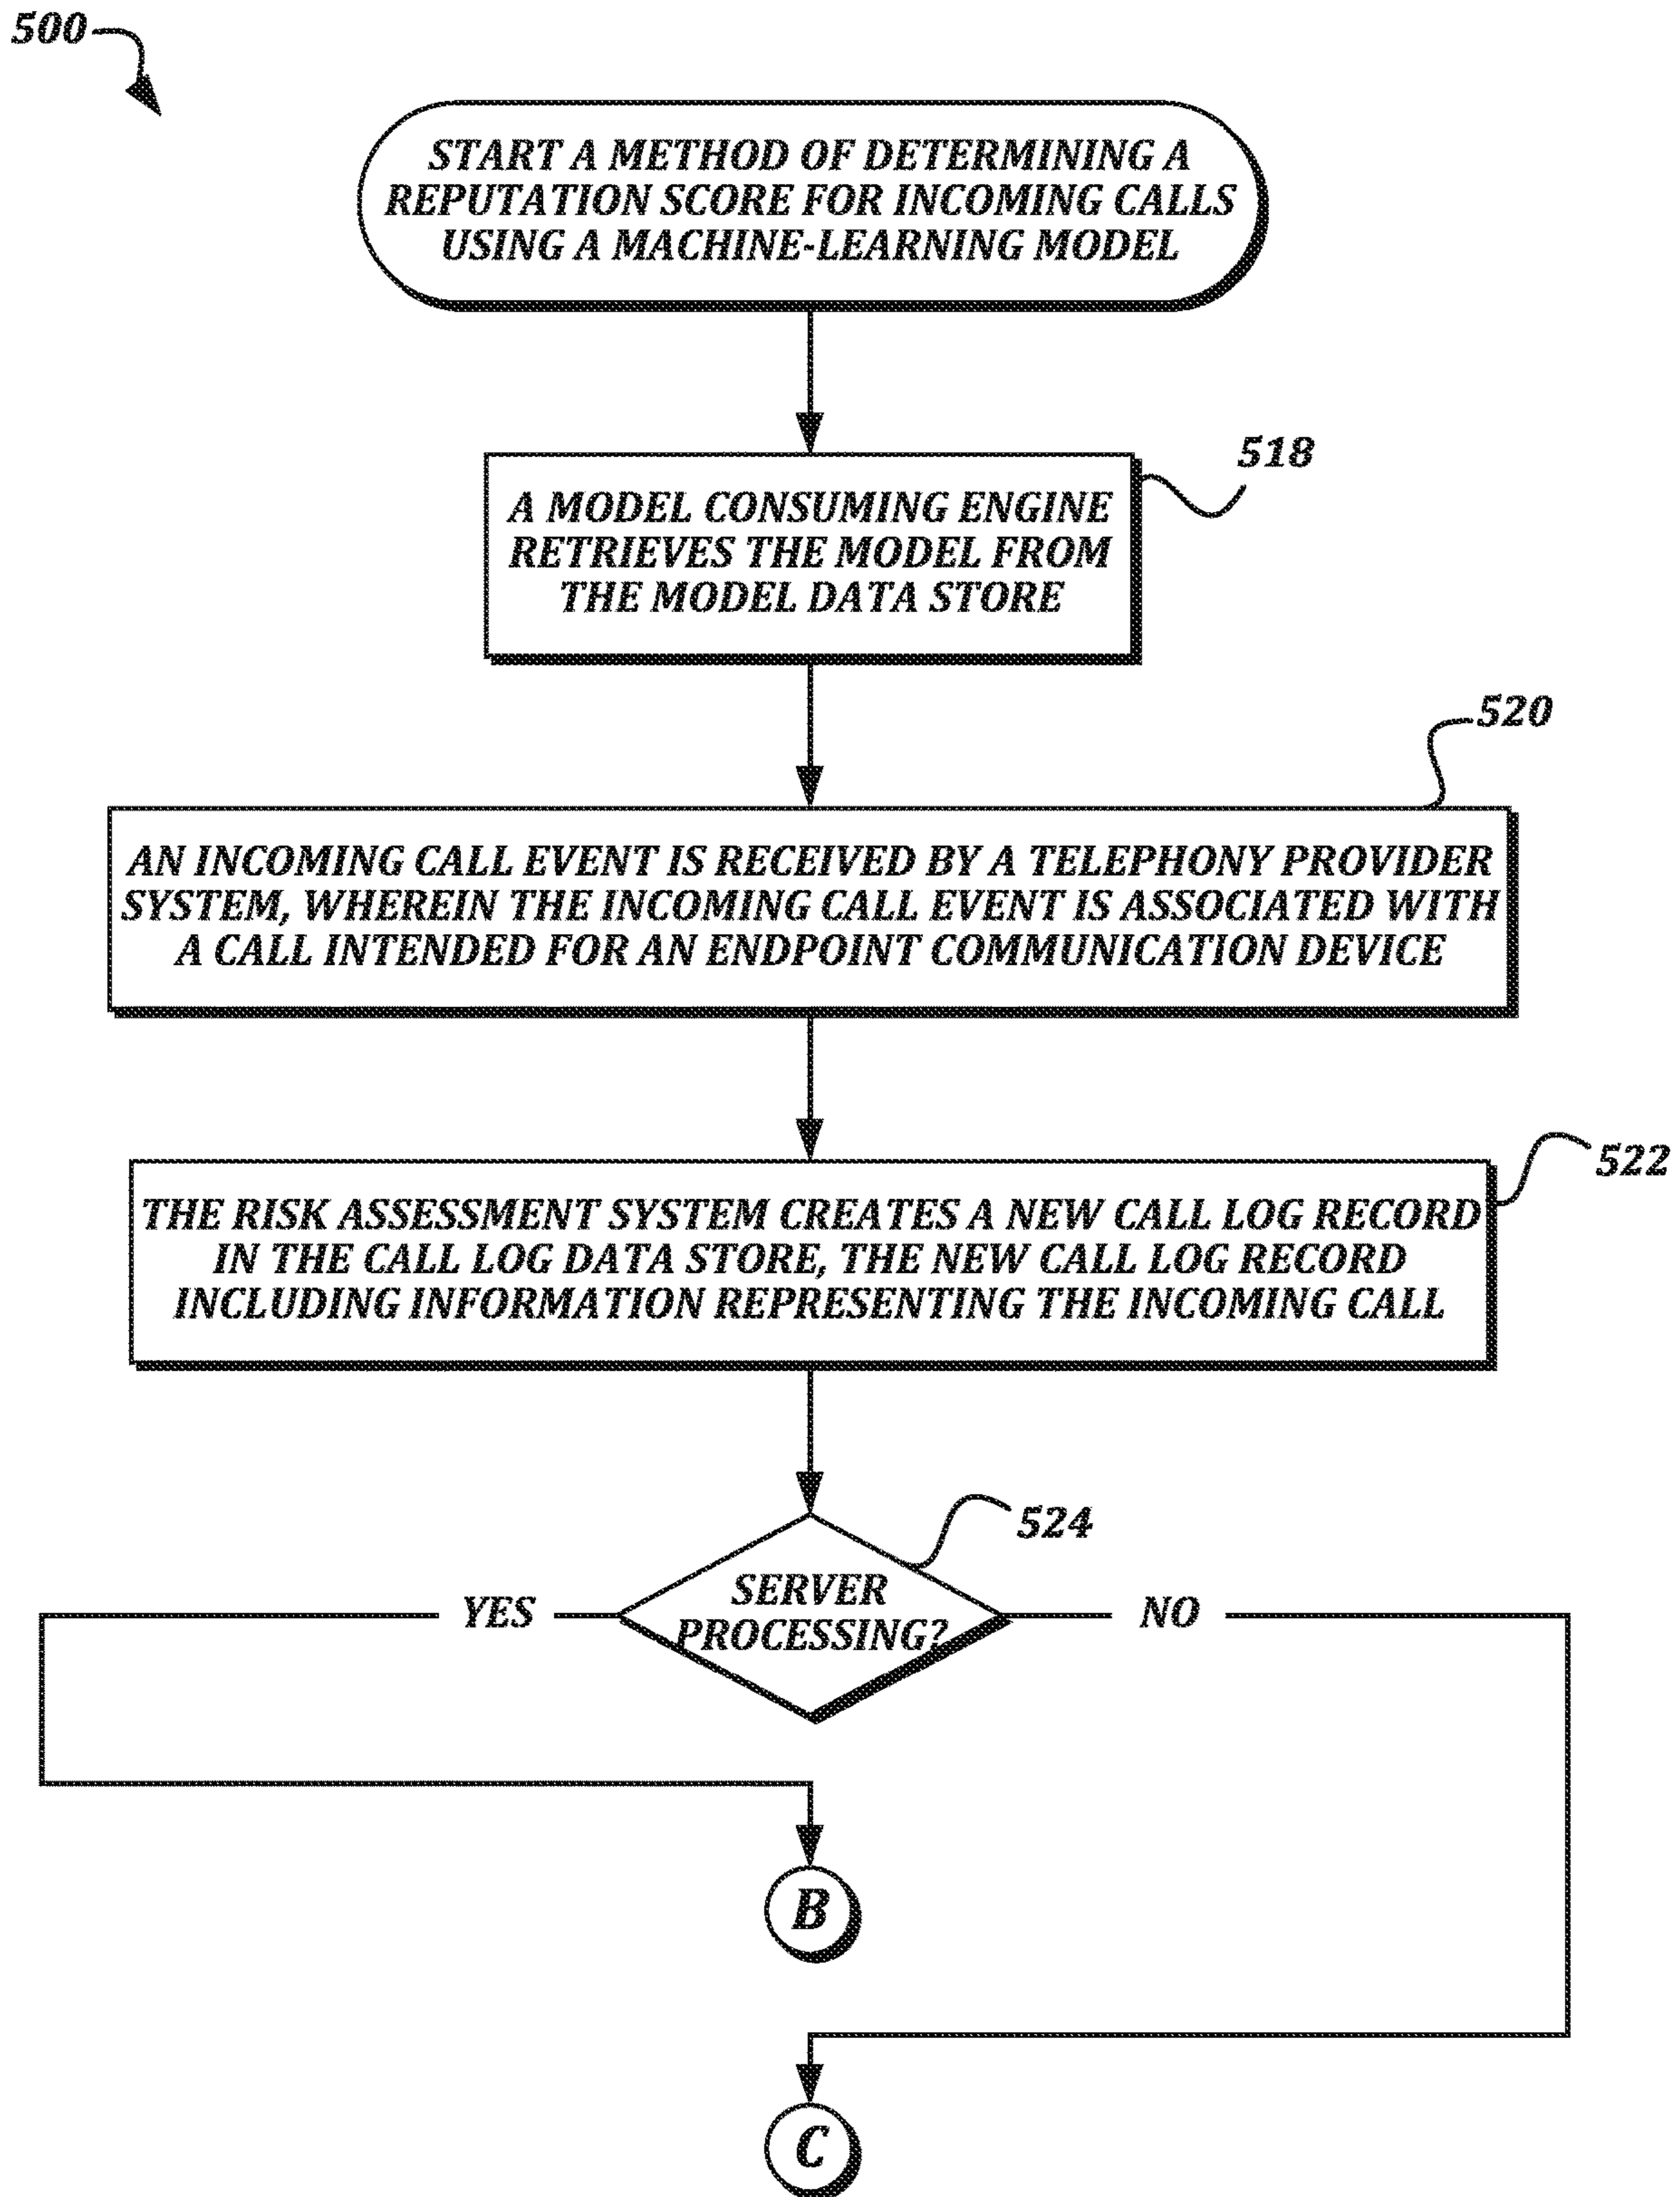 500
START A METHOD OF DETERMINING A
REPUTATION SCORE FOR INCOMING CALLS
USING A MACHINE-LEARNING MODEL
518
A MODEL CONSUMING ENGINE
RETRIEVES THE MODEL FROM
THE MODEL DATA STORE
520
AN INCOMING CALL EVENT IS RECEIVED BY A TELEPHONY PROVIDER
SYSTEM, WHEREIN THE INCOMING CALL EVENT IS ASSOCIATED WITH
A CALL INTENDED FOR AN ENDPOINT COMMUNICATION DEVICE
522
THE RISK ASSESSMENT SYSTEM CREATES A NEW CALL LOG RECORD
IN THE CALL LOG DATA STORE, THE NEW CALL LOG RECORD
INCLUDING INFORMATION REPRESENTING THE INCOMING CALL
524
SERVER
PROCESSING?
YES
NO
B
C